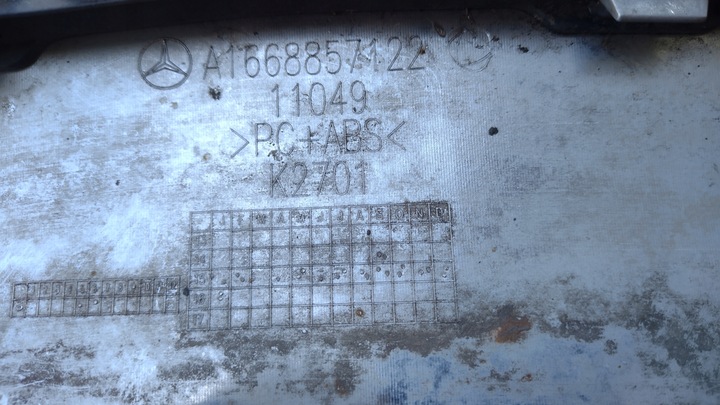 A1668857122
11049
>PC+ABS<
K2701
J F M A M J J A S O N D